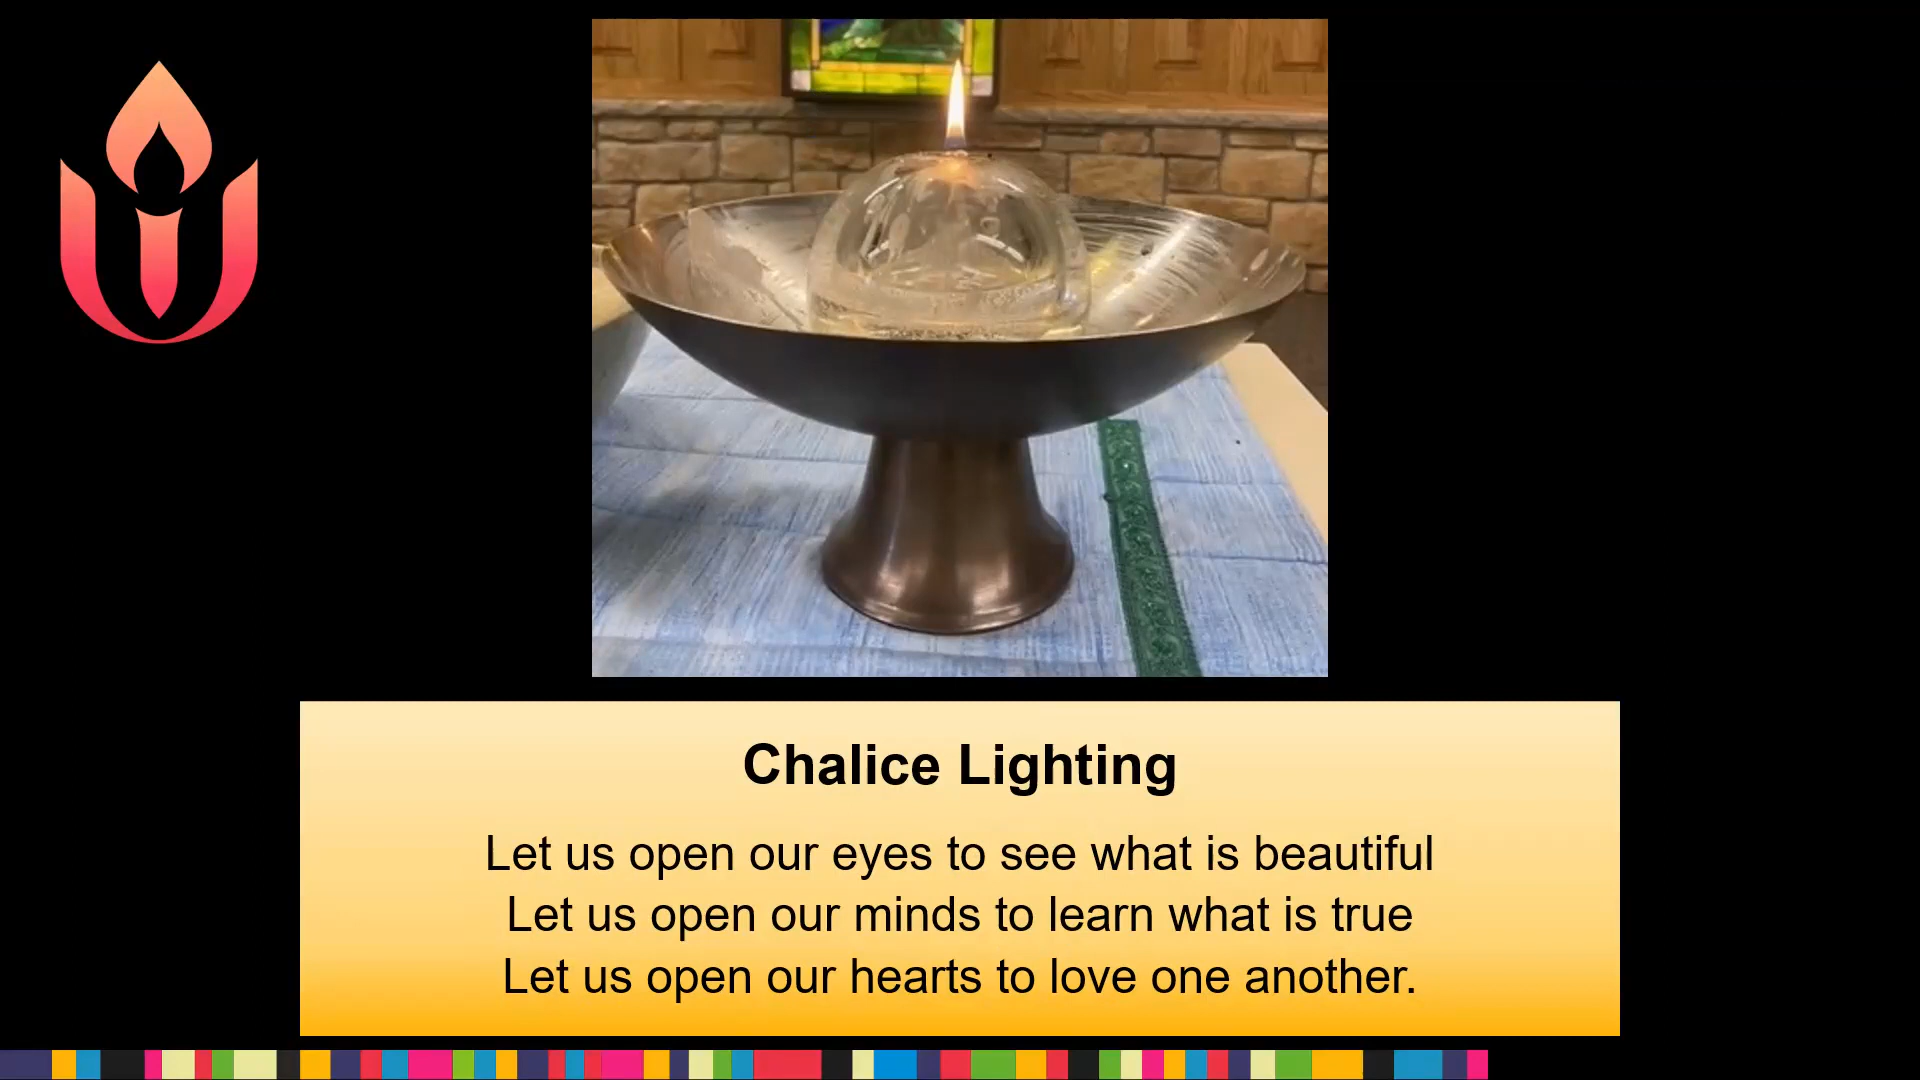 Chalice Lighting
Let us open our eyes to see what is beautiful
Let us open our minds to learn what is true
Let us open our hearts to love one another.